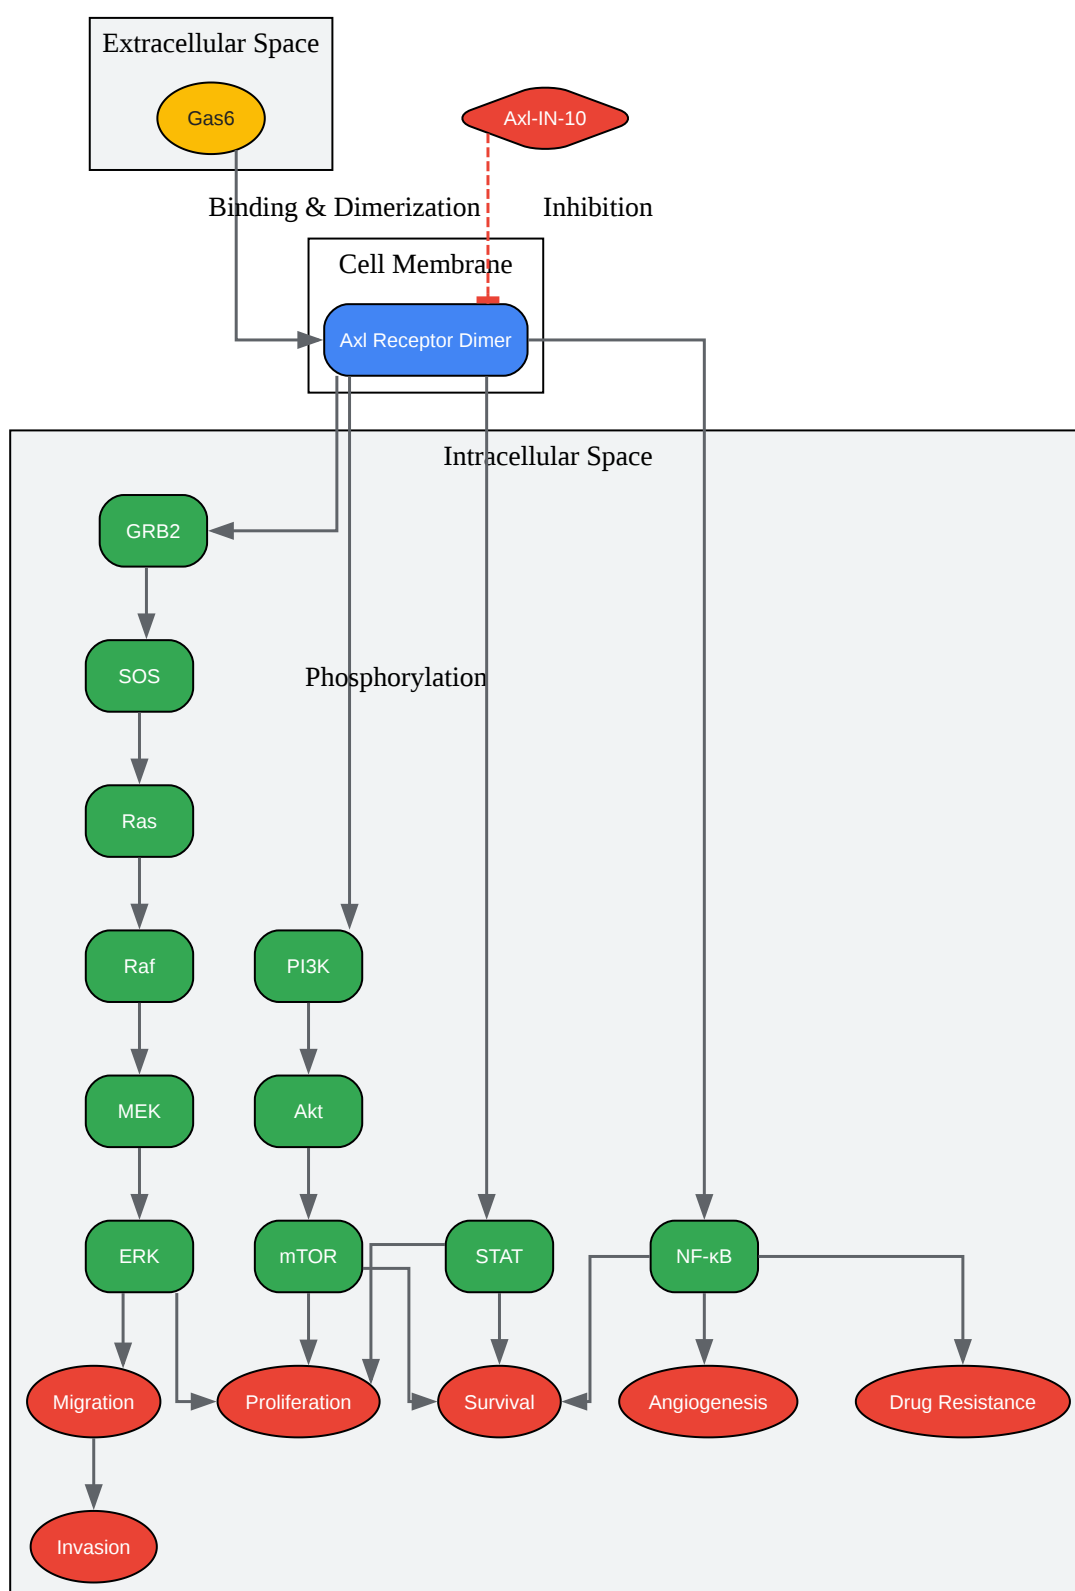 Extracellular Space
Gas6
Axl-IN-10
Binding & Dimerization
Inhibition
Cell Membrane
Axl Receptor Dimer
Intracellular Space
GRB2
SOS
Phosphorylation
Ras
Raf
PI3K
MEK
Akt
ERK
mTOR
STAT
NF-κB
Migration
Proliferation
Survival
Angiogenesis
Drug Resistance
Invasion